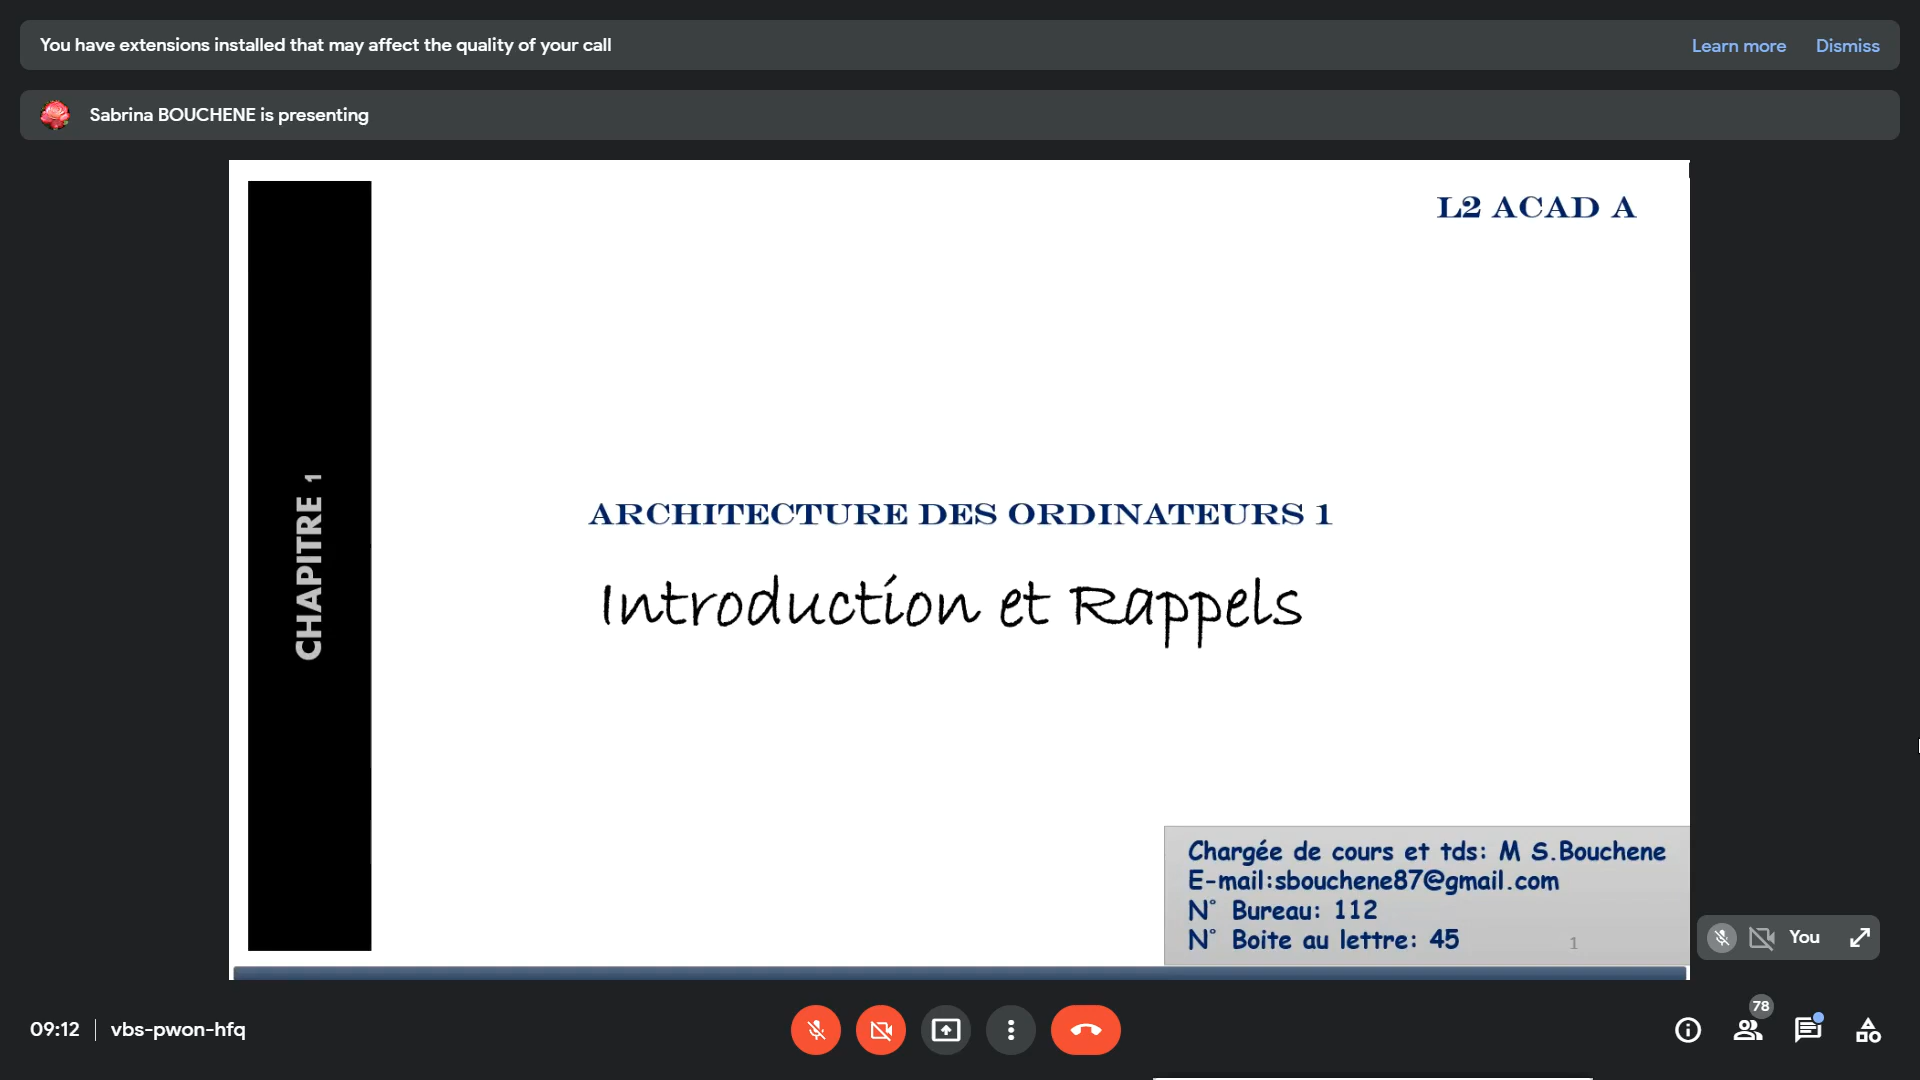 You have extensions installed that may affect the quality of your call
Learn more
Dismiss
Sabrina BOUCHENE is presenting
L2 ACAD A
CHAPITRE 1
ARCHITECTURE DES ORDINATEURS 1
Introduction et Rappels
Chargée de cours et tds: M S.Bouchene
E-mail:sbouchene87@gmail.com
N° Bureau: 112
N° Boite au lettre: 45
1
You
09:12
vbs-pwon-hfq
78